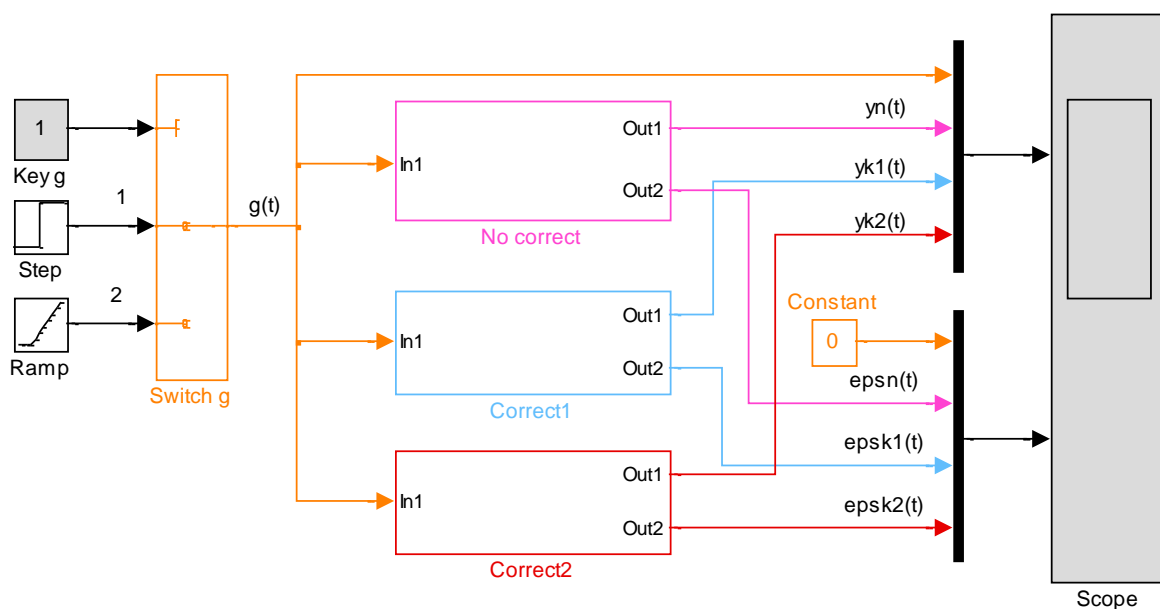 1
Key g
1
Step
2
Ramp
Switch g
g(t)
In1
Out1
Out2
No correct
In1
Out1
Out2
Correct1
In1
Out1
Out2
Correct2
yn(t)
yk1(t)
yk2(t)
Constant
0
epsn(t)
epsk1(t)
epsk2(t)
Scope